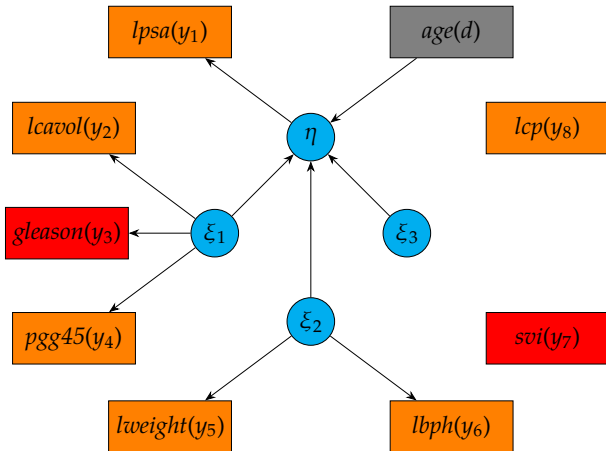 lpsa(y₁)
age(d)
lcavol(y₂)
η
lcp(y₈)
gleason(y₃)
ξ₁
ξ₃
pgg45(y₄)
ξ₂
svi(y₇)
lweight(y₅)
lbph(y₆)